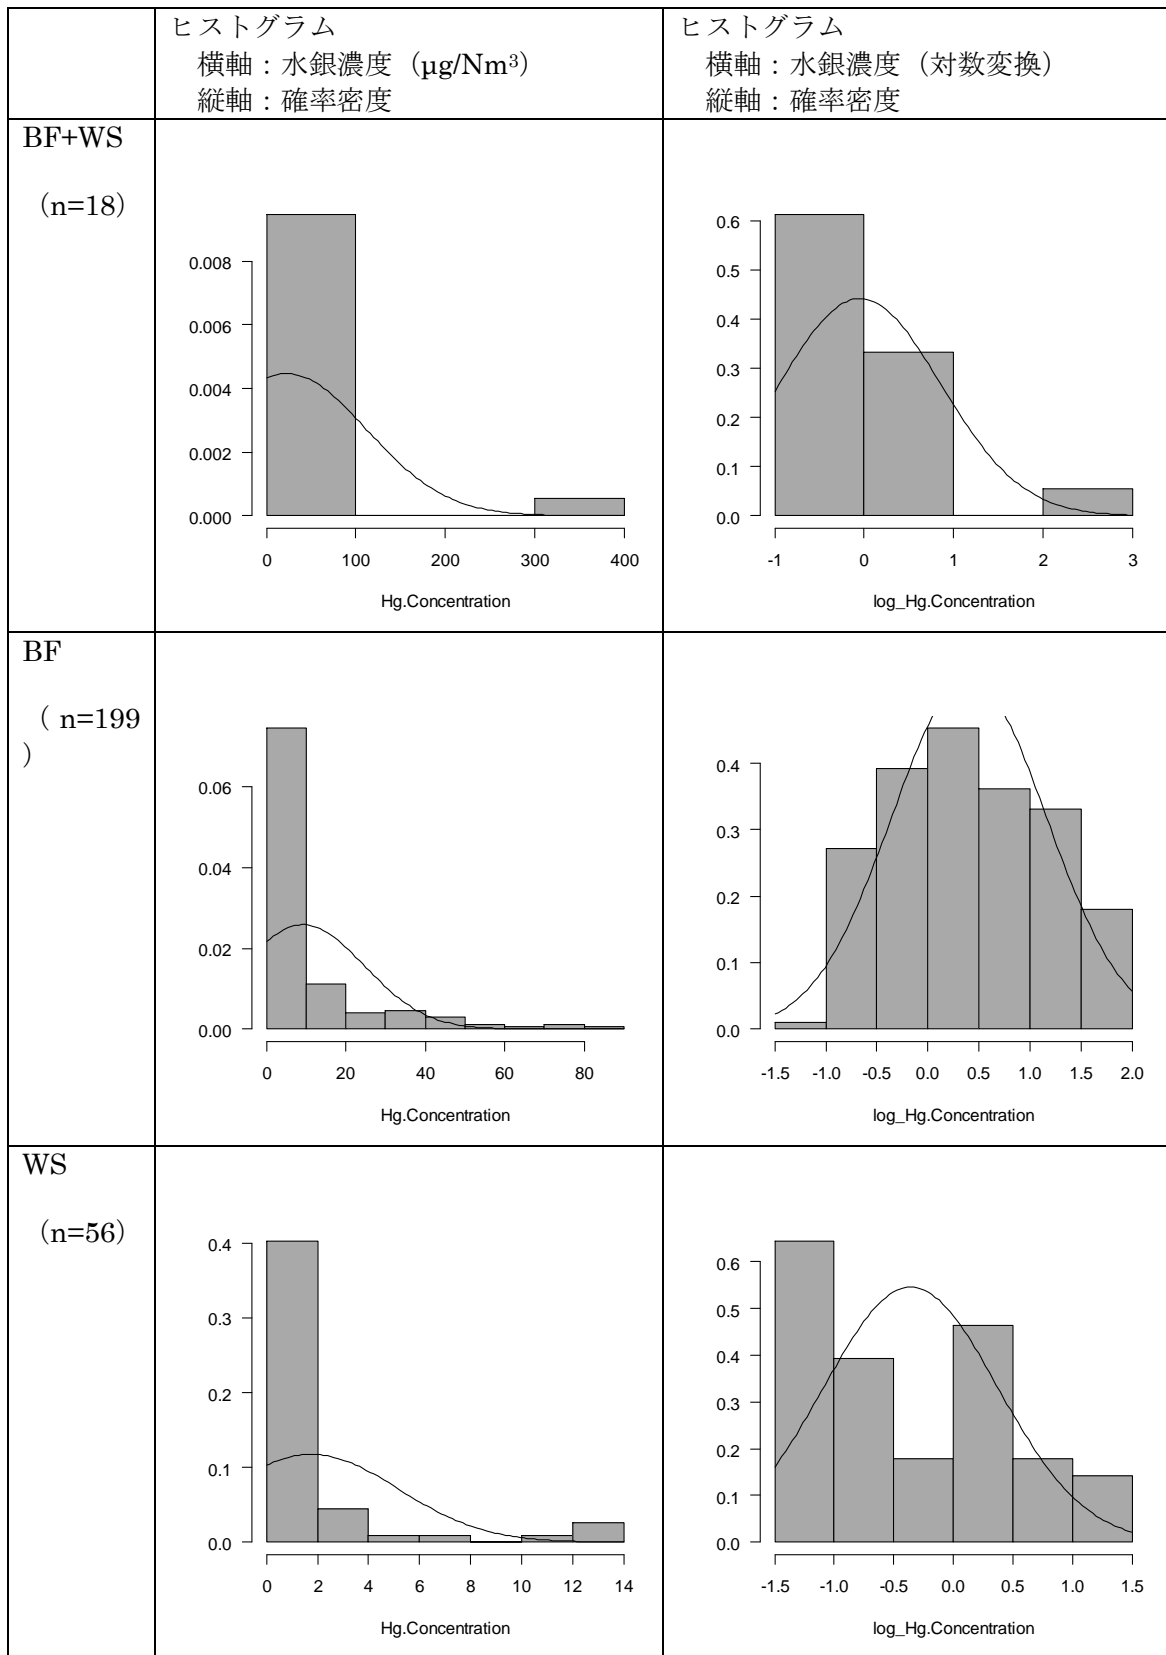 ヒストグラム
横軸：水銀濃度（µg/Nm³）
縦軸：確率密度
ヒストグラム
横軸：水銀濃度（対数変換）
縦軸：確率密度
BF+WS
（n=18）
0.008
0.006
0.004
0.002
0.000
0 100 200 300 400
Hg.Concentration
0.6
0.5
0.4
0.3
0.2
0.1
0.0
-1 0 1 2 3
log_Hg.Concentration
BF
（ n=199
）
0.06
0.04
0.02
0.00
0 20 40 60 80
Hg.Concentration
0.4
0.3
0.2
0.1
0.0
-1.5 -1.0 -0.5 0.0 0.5 1.0 1.5 2.0
log_Hg.Concentration
WS
（n=56）
0.4
0.3
0.2
0.1
0.0
0 2 4 6 8 10 12 14
Hg.Concentration
0.6
0.5
0.4
0.3
0.2
0.1
0.0
-1.5 -1.0 -0.5 0.0 0.5 1.0 1.5
log_Hg.Concentration